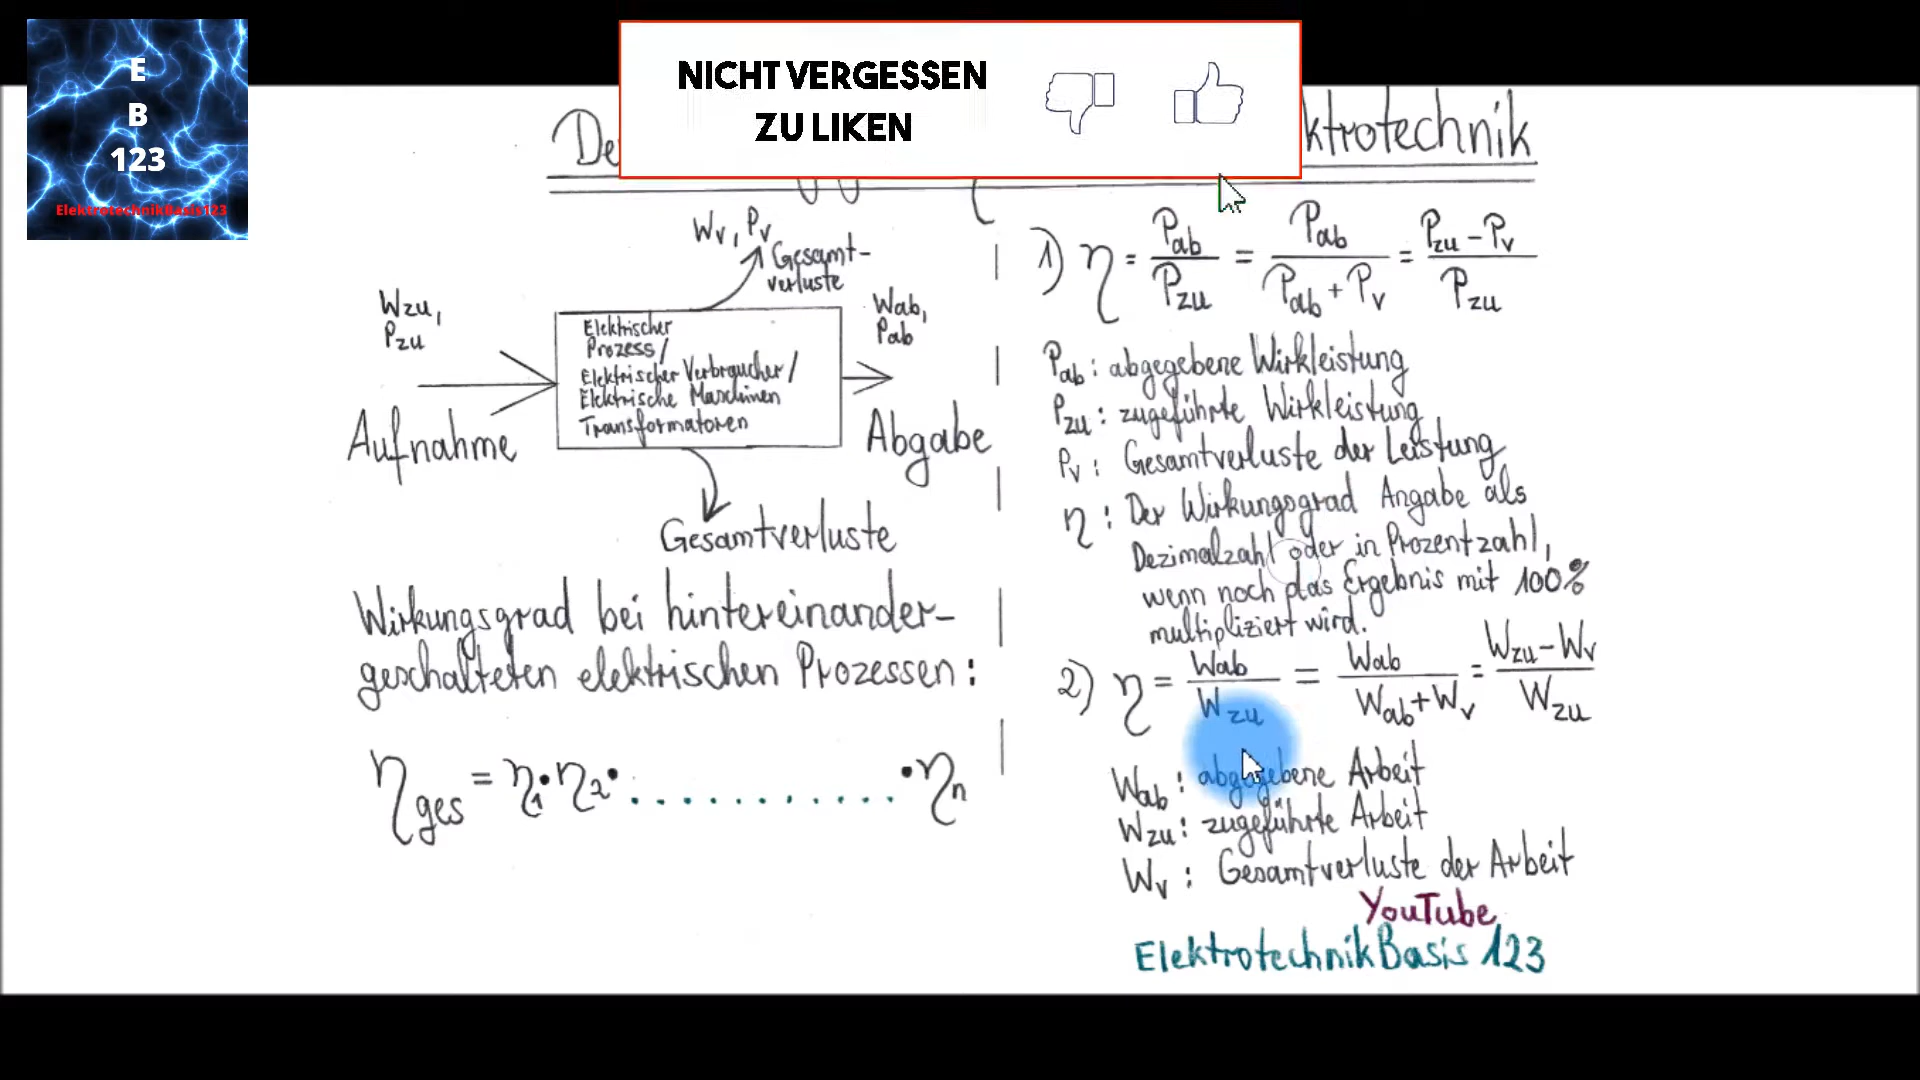 E
B
123
ElektrotechnikBasis123
NICHT VERGESSEN
ZU LIKEN
De
ktrotechnik
Wv, Pv
Gesamt-
verluste
Wzu,
Pzu
Elektrischer
Prozess/
Elektrischer Verbraucher/
Elektrische Maschinen
Transformatoren
Wab,
Pab
Aufnahme
Abgabe
Gesamtverluste
Wirkungsgrad bei hintereinander-
geschalteten elektrischen Prozessen:
ηges = η1 · η2 · ............ · ηn
1) η = Pab/Pzu = Pab/(Pab + Pv) = (Pzu - Pv)/Pzu
Pab: abgegebene Wirkleistung
Pzu: zugeführte Wirkleistung
Pv: Gesamtverluste der Leistung
η: Der Wirkungsgrad Angabe als
Dezimalzahl oder in Prozentzahl,
wenn noch das Ergebnis mit 100%
multipliziert wird.
2) η = Wab/Wzu = Wab/(Wab + Wv) = (Wzu - Wv)/Wzu
Wab: abgegebene Arbeit
Wzu: zugeführte Arbeit
Wv: Gesamtverluste der Arbeit
YouTube
ElektrotechnikBasis 123